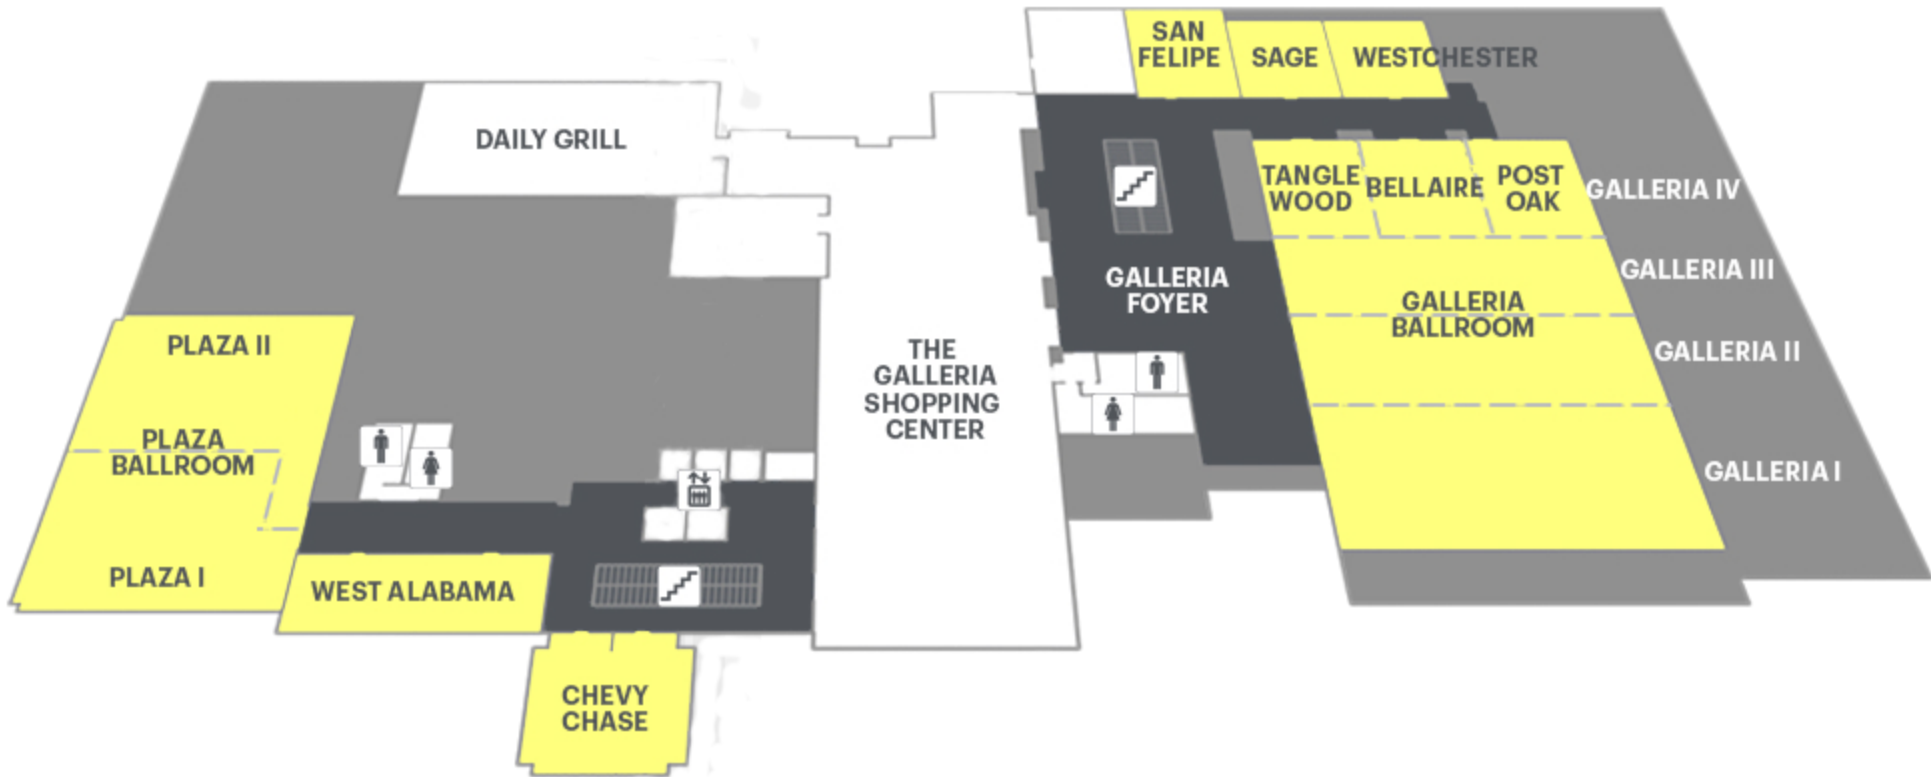 SAN
FELIPE
SAGE
WESTCHESTER
DAILY GRILL
TANGLE
WOOD
BELLAIRE
POST
OAK
GALLERIA IV
GALLERIA III
GALLERIA
FOYER
GALLERIA
BALLROOM
GALLERIA II
GALLERIA I
THE
GALLERIA
SHOPPING
CENTER
PLAZA II
PLAZA
BALLROOM
PLAZA I
WEST ALABAMA
CHEVY
CHASE